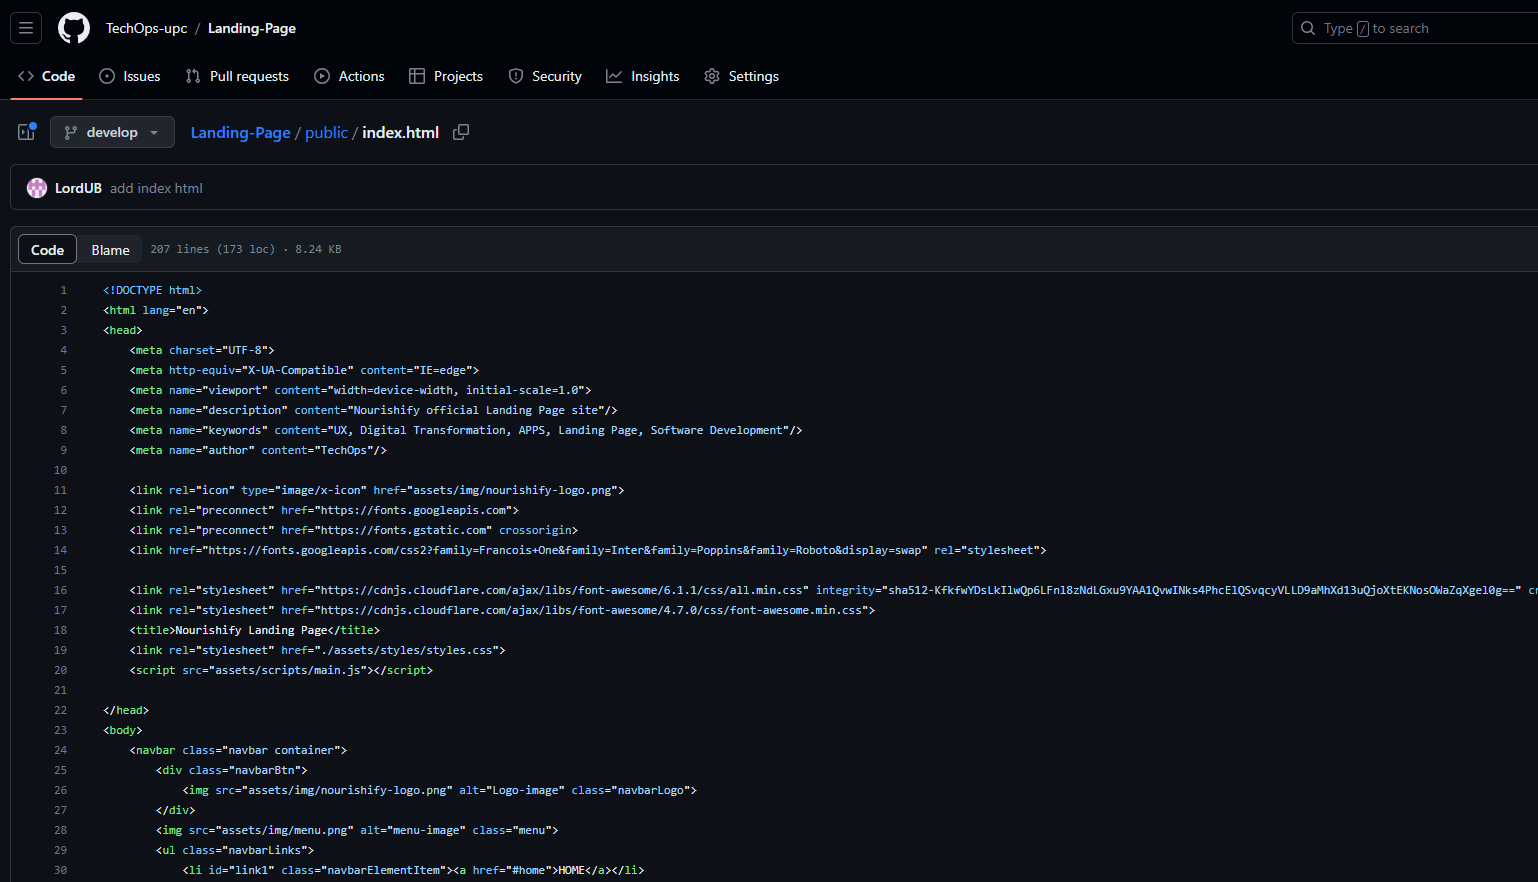 TechOps-upc / Landing-Page
Type / to search
Code Issues Pull requests Actions Projects Security Insights Settings
develop Landing-Page / public / index.html
LordUB add index html
Code Blame 207 lines (173 loc) · 8.24 KB
1 <!DOCTYPE html>
2 <html lang="en">
3 <head>
4 <meta charset="UTF-8">
5 <meta http-equiv="X-UA-Compatible" content="IE=edge">
6 <meta name="viewport" content="width=device-width, initial-scale=1.0">
7 <meta name="description" content="Nourishify official Landing Page site"/>
8 <meta name="keywords" content="UX, Digital Transformation, APPS, Landing Page, Software Development"/>
9 <meta name="author" content="TechOps"/>
10
11 <link rel="icon" type="image/x-icon" href="assets/img/nourishify-logo.png">
12 <link rel="preconnect" href="https://fonts.googleapis.com">
13 <link rel="preconnect" href="https://fonts.gstatic.com" crossorigin>
14 <link href="https://fonts.googleapis.com/css2?family=Francois+One&family=Inter&family=Poppins&family=Roboto&display=swap" rel="stylesheet">
15
16 <link rel="stylesheet" href="https://cdnjs.cloudflare.com/ajax/libs/font-awesome/6.1.1/css/all.min.css" integrity="sha512-KfkfwYDsLkIlwQp6LFnl8zNdLGxu9YAA1QvwINks4PhcElQSvqcyVLLD9aMhXd13uQjoXtEKNosOWaZqXgel0g==" cr
17 <link rel="stylesheet" href="https://cdnjs.cloudflare.com/ajax/libs/font-awesome/4.7.0/css/font-awesome.min.css">
18 <title>Nourishify Landing Page</title>
19 <link rel="stylesheet" href="./assets/styles/styles.css">
20 <script src="assets/scripts/main.js"></script>
21
22 </head>
23 <body>
24 <navbar class="navbar container">
25 <div class="navbarBtn">
26 <img src="assets/img/nourishify-logo.png" alt="Logo-image" class="navbarLogo">
27 </div>
28 <img src="assets/img/menu.png" alt="menu-image" class="menu">
29 <ul class="navbarLinks">
30 <li id="link1" class="navbarElementItem"><a href="#home">HOME</a></li>